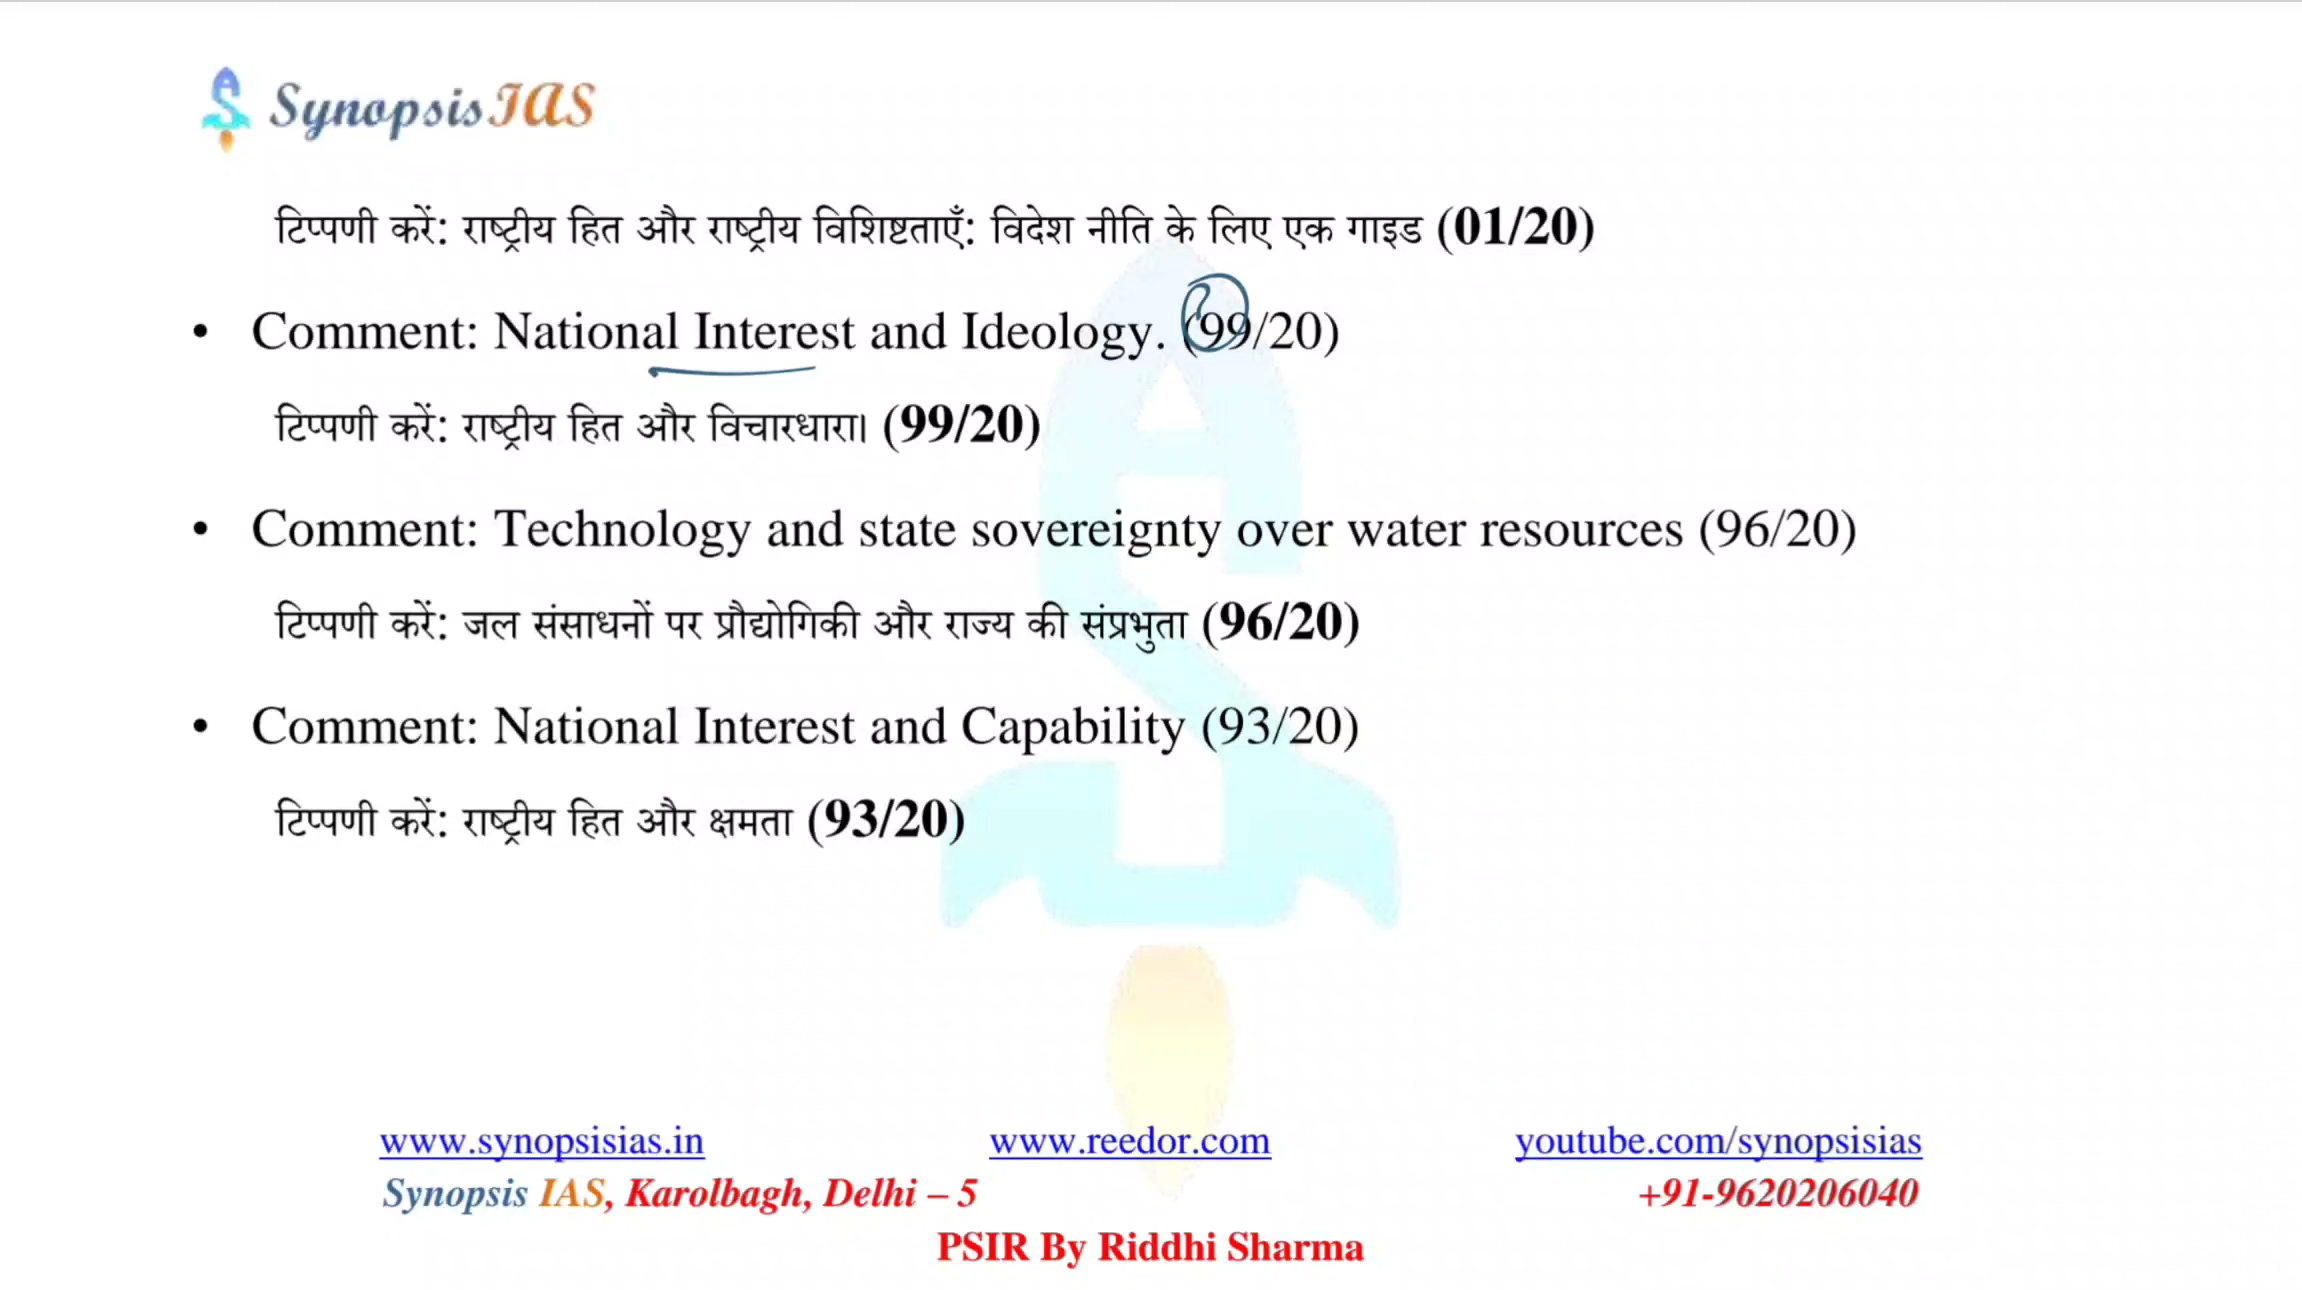 Synopsis IAS
टिप्पणी करें: राष्ट्रीय हित और राष्ट्रीय विशिष्टताएँ: विदेश नीति के लिए एक गाइड (01/20)
• Comment: National Interest and Ideology. (99/20)
टिप्पणी करें: राष्ट्रीय हित और विचारधारा। (99/20)
• Comment: Technology and state sovereignty over water resources (96/20)
टिप्पणी करें: जल संसाधनों पर प्रौद्योगिकी और राज्य की संप्रभुता (96/20)
• Comment: National Interest and Capability (93/20)
टिप्पणी करें: राष्ट्रीय हित और क्षमता (93/20)
www.synopsisias.in www.reedor.com youtube.com/synopsisias
Synopsis IAS, Karolbagh, Delhi – 5 +91-9620206040
PSIR By Riddhi Sharma